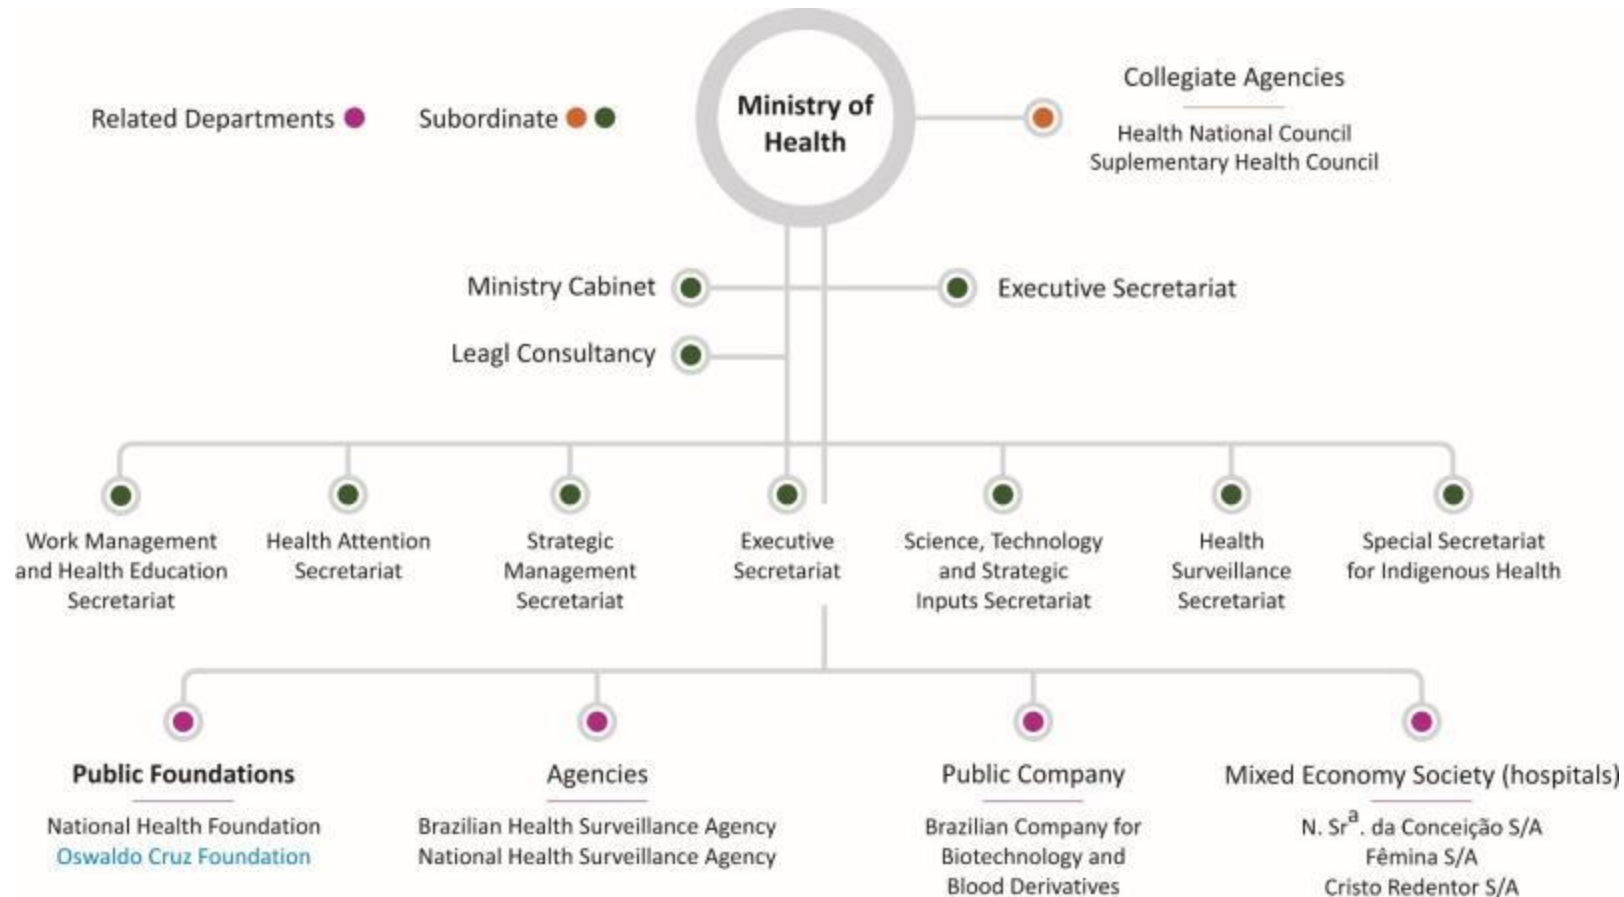 Related Departments
Subordinate
Ministry of
Health
Collegiate Agencies
Health National Council
Suplementary Health Council
Ministry Cabinet
Executive Secretariat
Leagl Consultancy
Work Management
and Health Education
Secretariat
Health Attention
Secretariat
Strategic
Management
Secretariat
Executive
Secretariat
Science, Technology
and Strategic
Inputs Secretariat
Health
Surveillance
Secretariat
Special Secretariat
for Indigenous Health
Public Foundations
National Health Foundation
Oswaldo Cruz Foundation
Agencies
Brazilian Health Surveillance Agency
National Health Surveillance Agency
Public Company
Brazilian Company for
Biotechnology and
Blood Derivatives
Mixed Economy Society (hospitals)
N. Srª. da Conceição S/A
Fêmina S/A
Cristo Redentor S/A